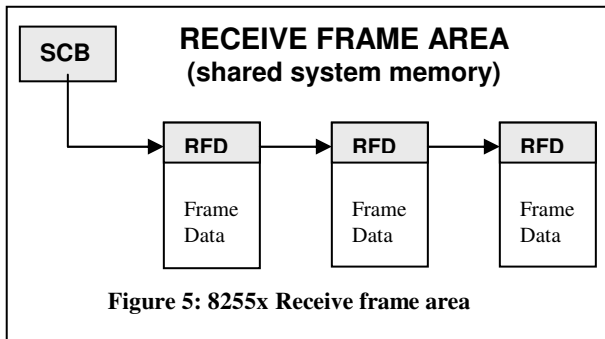 SCB
RECEIVE FRAME AREA
(shared system memory)
RFD
Frame
Data
RFD
Frame
Data
RFD
Frame
Data
Figure 5: 8255x Receive frame area